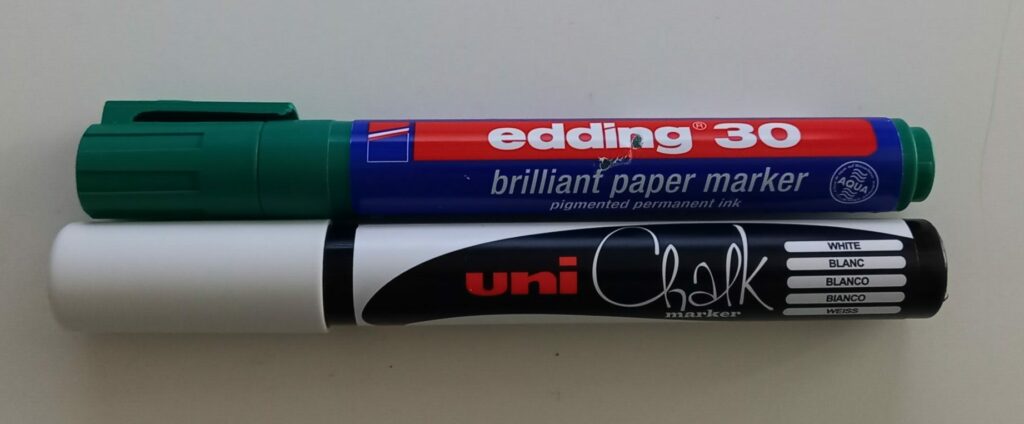 edding® 30
brilliant paper marker
pigmented permanent ink
AQUA
uni Chalk
marker
WHITE
BLANC
BLANCO
BIANCO
WEISS